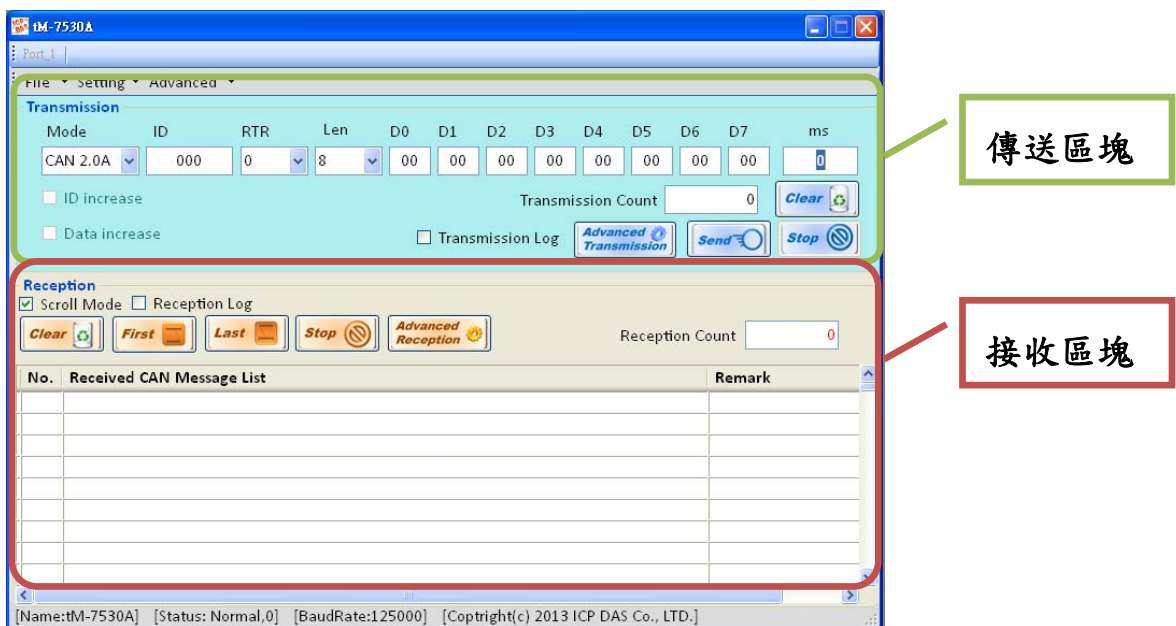 tM-7530A
Port_1
File Setting Advanced
Transmission
Mode ID RTR Len D0 D1 D2 D3 D4 D5 D6 D7 ms
CAN 2.0A 000 0 8 00 00 00 00 00 00 00 00 0
ID increase Transmission Count 0 Clear
Data increase Transmission Log Advanced Transmission Send Stop
傳送區塊
Reception
Scroll Mode Reception Log
Clear First Last Stop Advanced Reception Reception Count 0
No. Received CAN Message List Remark
接收區塊
[Name:tM-7530A] [Status: Normal,0] [BaudRate:125000] [Coptright(c) 2013 ICP DAS Co., LTD.]